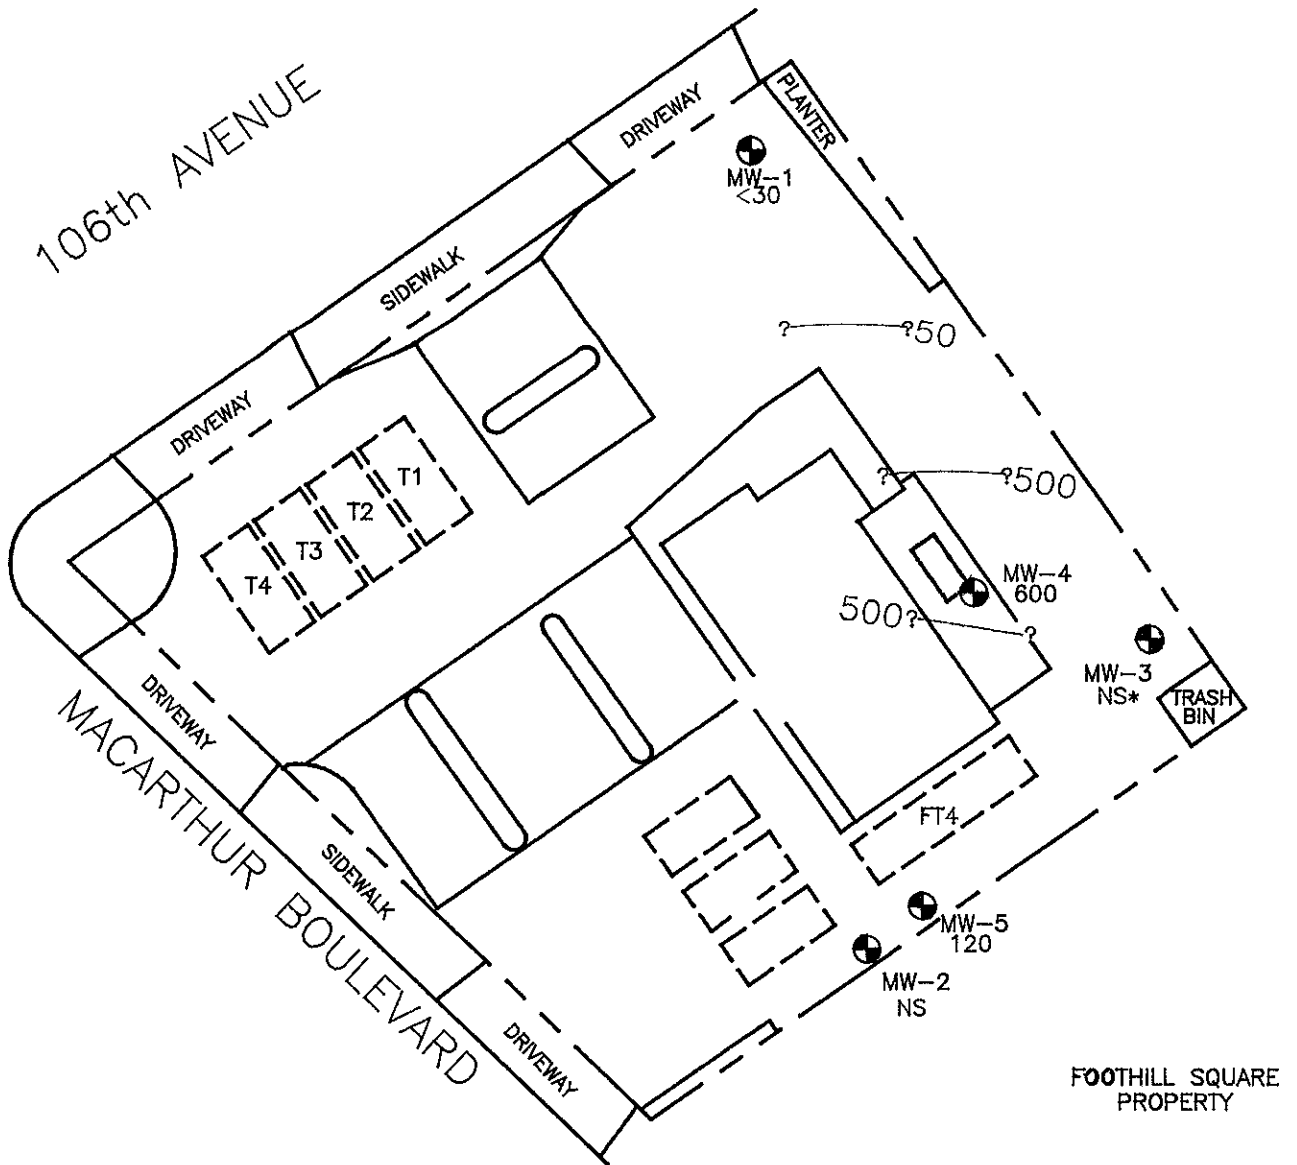 106th AVENUE
DRIVEWAY
PLANTER
MW-1
<30
SIDEWALK
?
?50
DRIVEWAY
T1
T2
T3
T4
?
?500
MW-4
600
500?
?
MW-3
NS*
TRASH
BIN
DRIVEWAY
MACARTHUR BOULEVARD
FT4
SIDEWALK
MW-5
120
MW-2
NS
DRIVEWAY
FOOTHILL SQUARE
PROPERTY